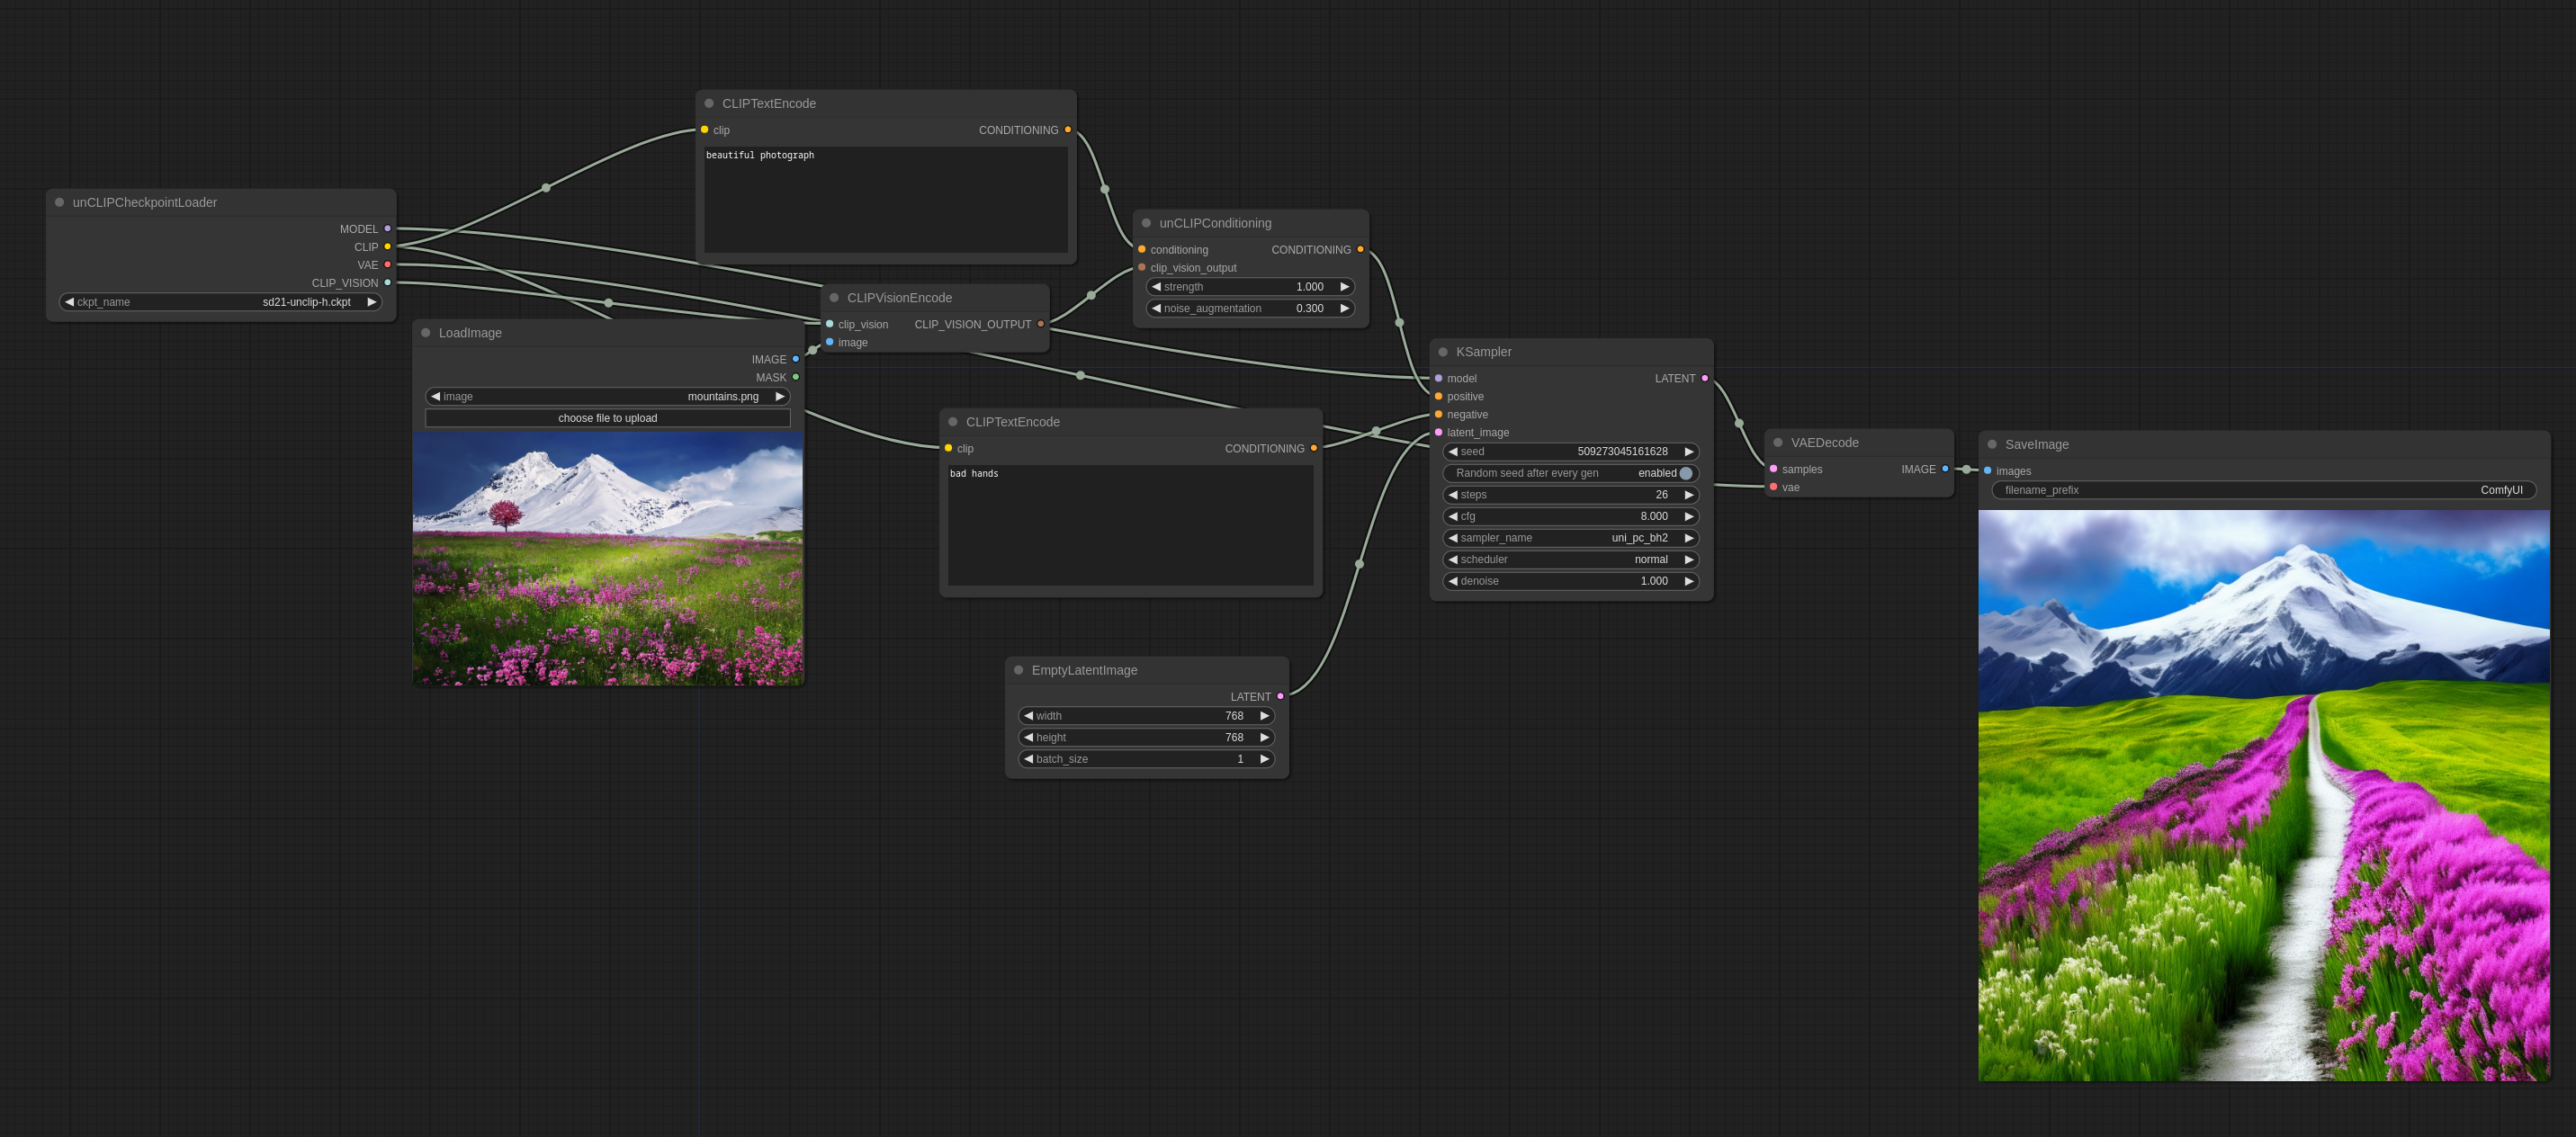 CLIPTextEncode
clip CONDITIONING
beautiful photograph
unCLIPCheckpointLoader
MODEL
CLIP
VAE
CLIP_VISION
ckpt_name sd21-unclip-h.ckpt
unCLIPConditioning
conditioning CONDITIONING
clip_vision_output
strength 1.000
noise_augmentation 0.300
CLIPVisionEncode
clip_vision CLIP_VISION_OUTPUT
image
LoadImage
IMAGE
MASK
image mountains.png
choose file to upload
CLIPTextEncode
clip CONDITIONING
bad hands
EmptyLatentImage
LATENT
width 768
height 768
batch_size 1
KSampler
model LATENT
positive
negative
latent_image
seed 509273045161628
Random seed after every gen enabled
steps 26
cfg 8.000
sampler_name uni_pc_bh2
scheduler normal
denoise 1.000
VAEDecode
samples IMAGE
vae
SaveImage
images
filename_prefix ComfyUI